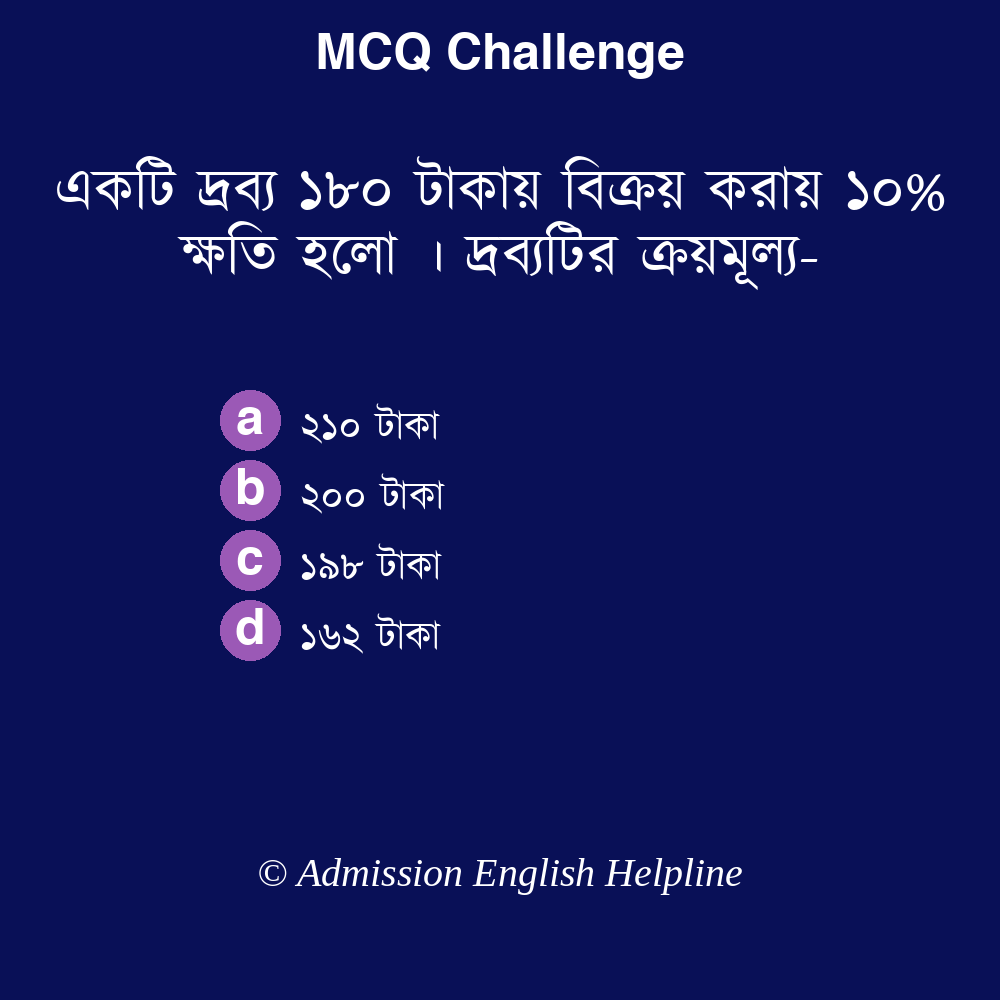 MCQ Challenge
একটি দ্রব্য ১৮০ টাকায় বিক্রয় করায় ১০%
ক্ষতি হলো । দ্রব্যটির ক্রয়মূল্য-
a ২১০ টাকা
b ২০০ টাকা
c ১৯৮ টাকা
d ১৬২ টাকা
© Admission English Helpline